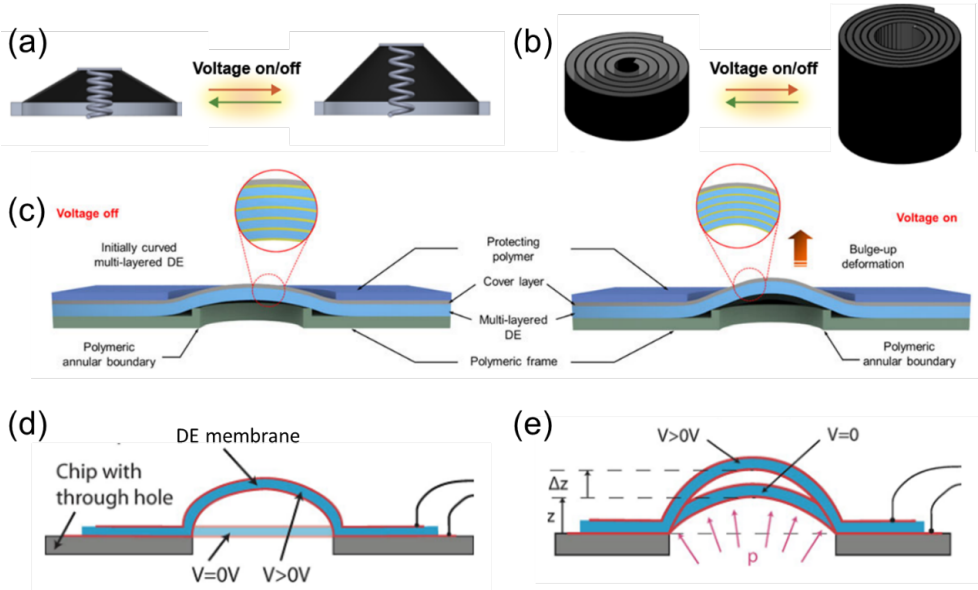 (a)
Voltage on/off
(b)
Voltage on/off
(c)
Voltage off
Voltage on
Initially curved
multi-layered DE
Protecting
polymer
Bulge-up
deformation
Cover layer
Multi-layered
DE
Polymeric
annular boundary
Polymeric frame
Polymeric
annular boundary
(d)
DE membrane
Chip with
through hole
V=0V
V>0V
(e)
V>0V
V=0
Δz
z
p